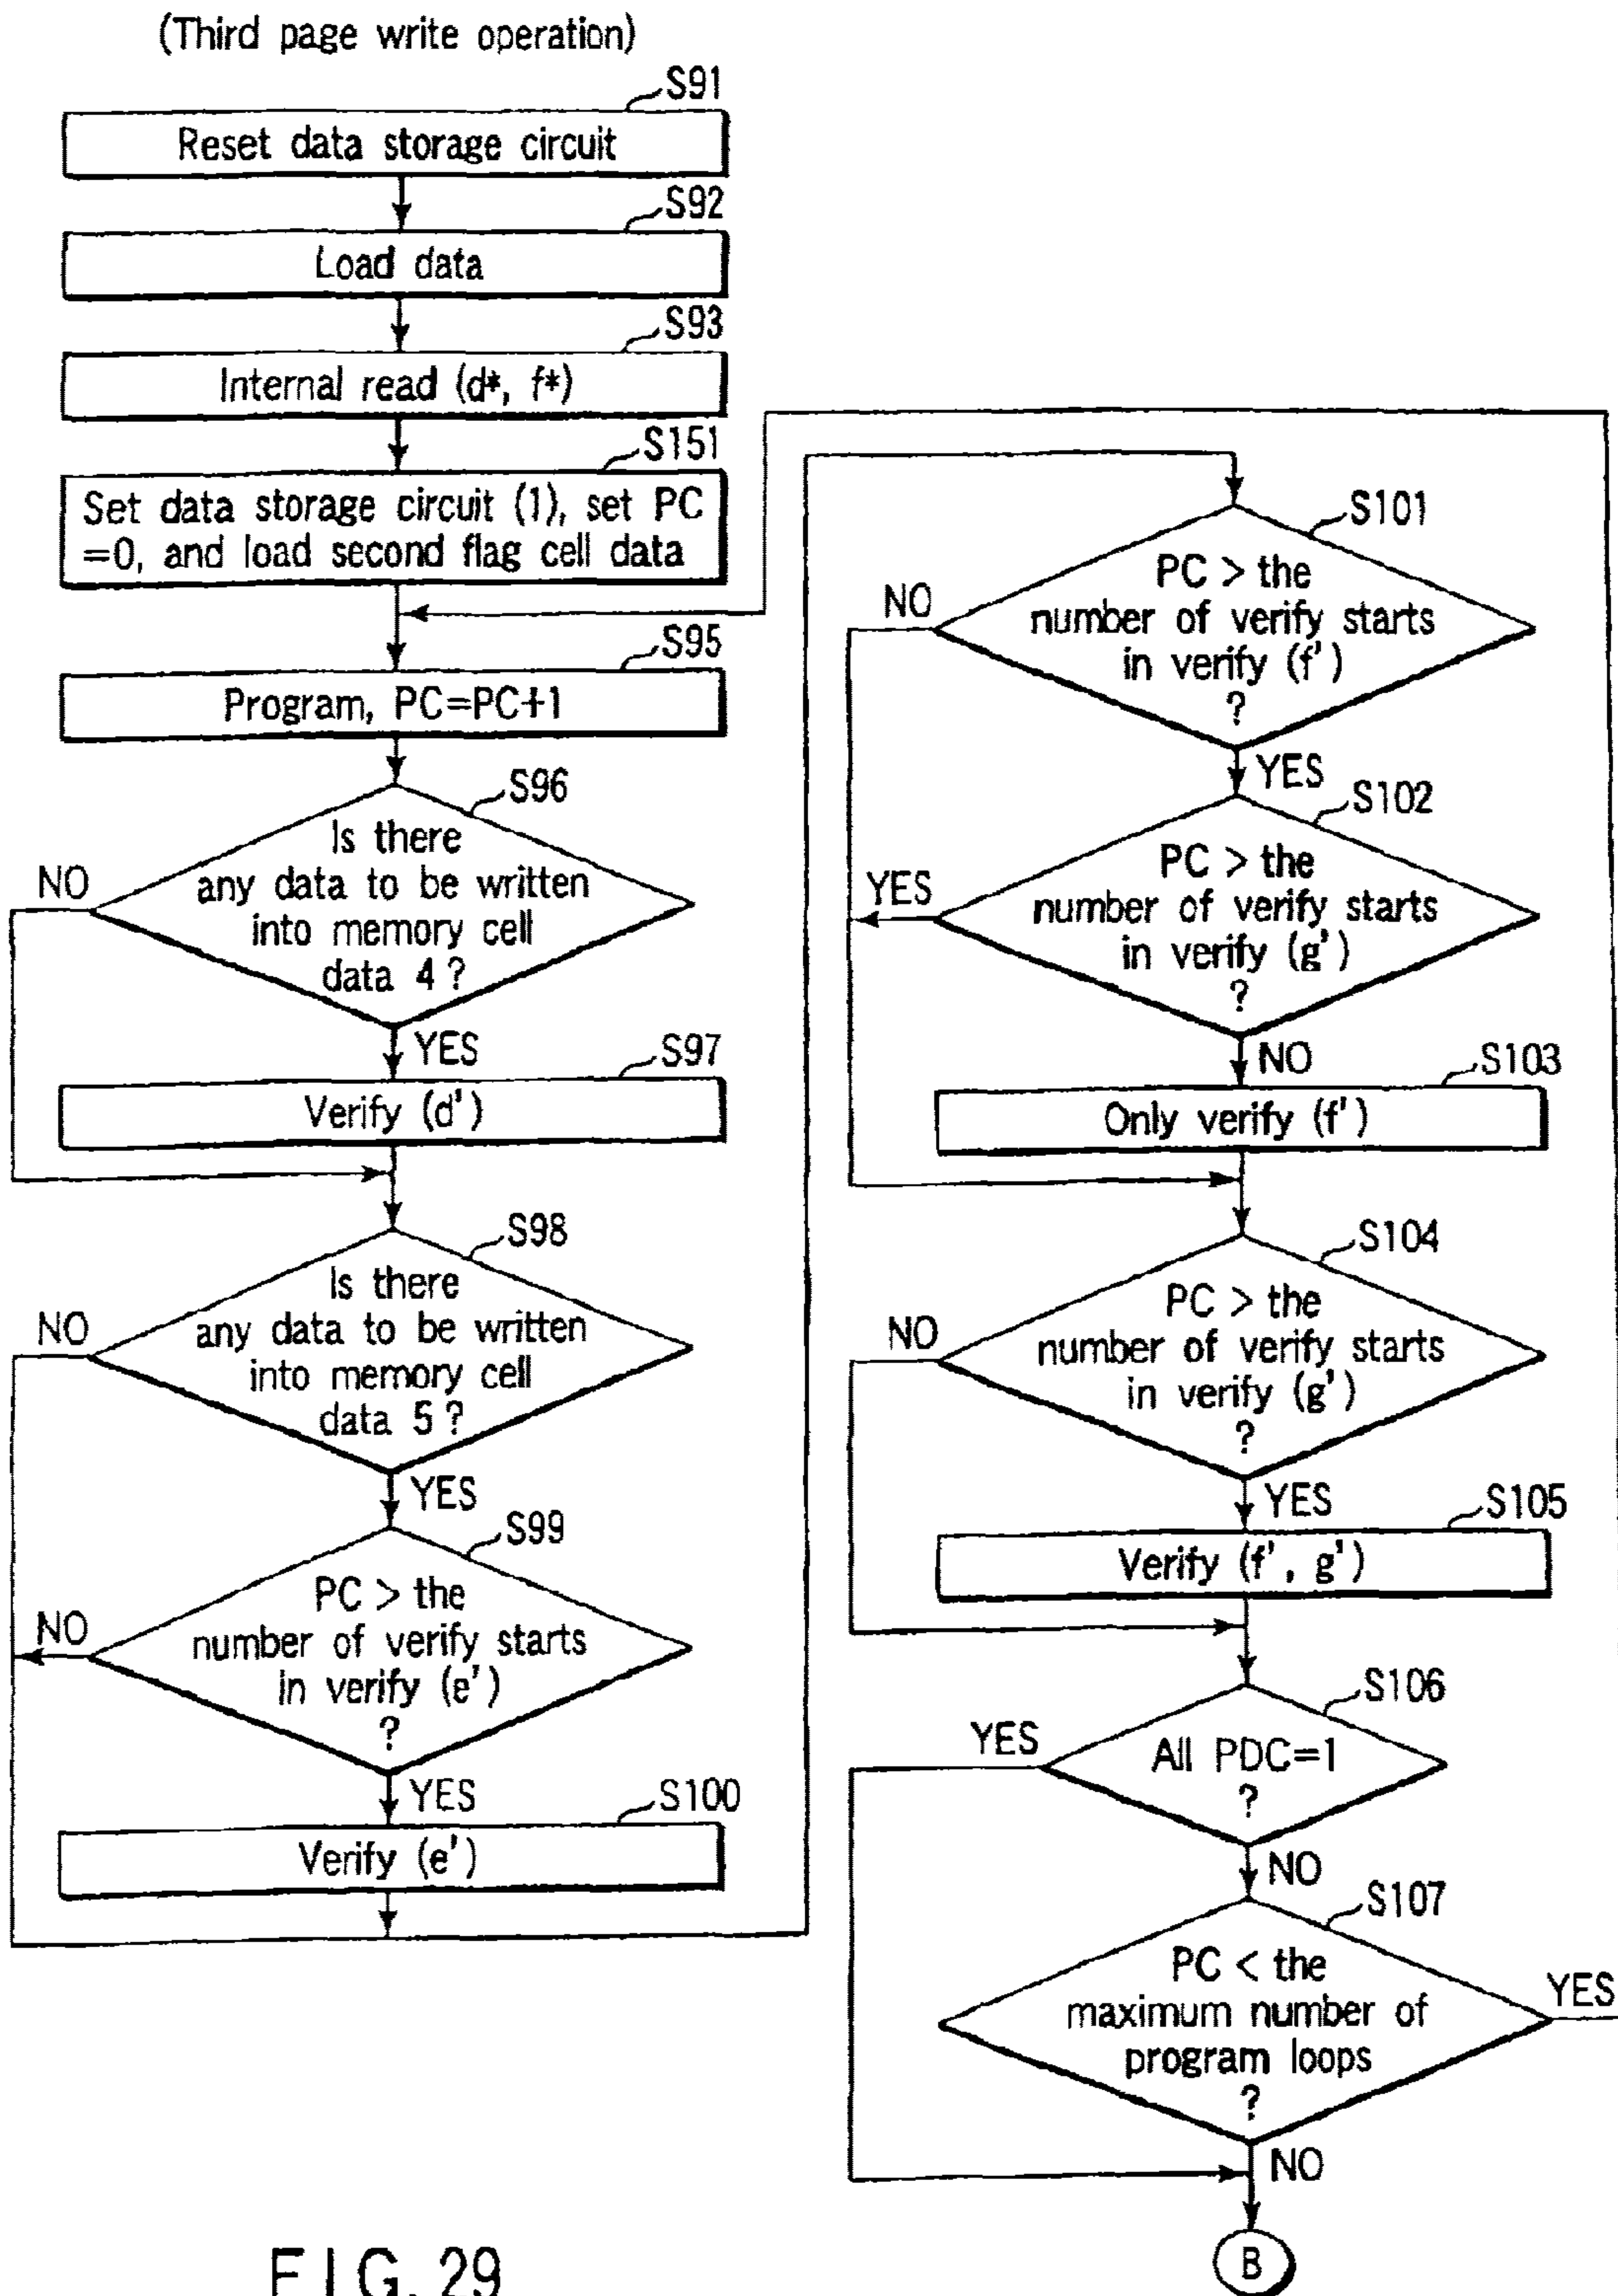 (Third page write operation)
S91
Reset data storage circuit
S92
Load data
S93
Internal read (d*, f*)
S151
Set data storage circuit (1), set PC
=0, and load second flag cell data
S95
Program, PC=PC+1
S96
Is there
any data to be written
into memory cell
data 4 ?
NO
YES
S97
Verify (d')
S98
Is there
any data to be written
into memory cell
data 5 ?
NO
YES
S99
PC > the
number of verify starts
in verify (e')
?
NO
YES
S100
Verify (e')
S101
PC > the
number of verify starts
in verify (f')
?
NO
YES
S102
PC > the
number of verify starts
in verify (g')
?
YES
NO
S103
Only verify (f')
S104
PC > the
number of verify starts
in verify (g')
?
NO
YES
S105
Verify (f', g')
S106
All PDC=1
?
YES
NO
S107
PC < the
maximum number of
program loops
?
YES
NO
B
FIG. 29